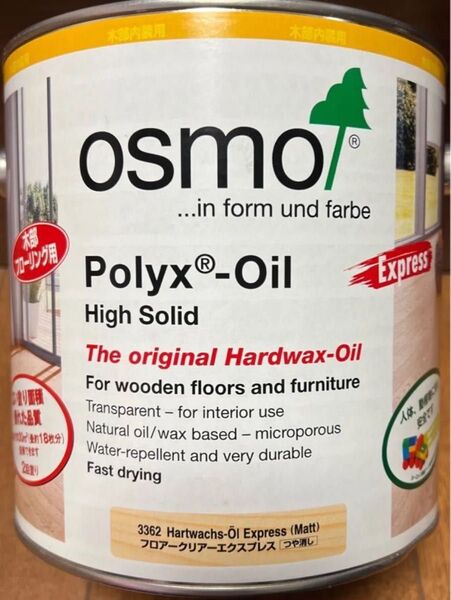 木部内装用
osmo®
...in form und farbe
木部
フローリング用
Polyx®-Oil
Express
High Solid
The original Hardwax-Oil
For wooden floors and furniture
Transparent – for interior use
Natural oil/wax based – microporous
Water-repellent and very durable
Fast drying
3362 Hartwachs-Öl Express (Matt)
フロアークリアーエクスプレス つや消し